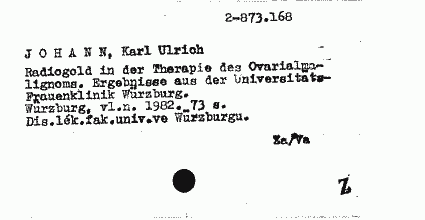 2-873.168
J O H A N N, Karl Ulrich
Radiogold in der Therapie des Ovarialma-
lignoms. Ergebnisse aus der Universitäts-
Frauenklinik Würzburg.
Würzburg, vl.n. 1982. 73 s.
Dis.lék.fak.univ.ve Würzburgu.
Za/Va
Z